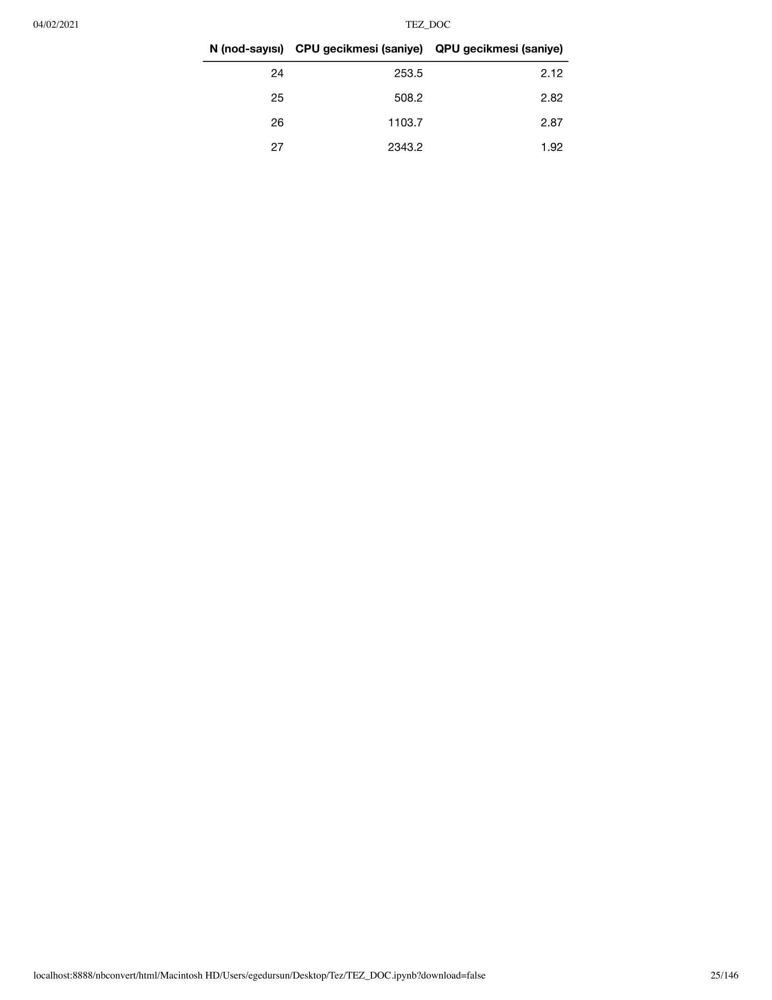 04/02/2021 TEZ_DOC
N (nod-sayısı) CPU gecikmesi (saniye) QPU gecikmesi (saniye)
24 253.5 2.12
25 508.2 2.82
26 1103.7 2.87
27 2343.2 1.92
localhost:8888/nbconvert/html/Macintosh HD/Users/egedursun/Desktop/Tez/TEZ_DOC.ipynb?download=false 25/146